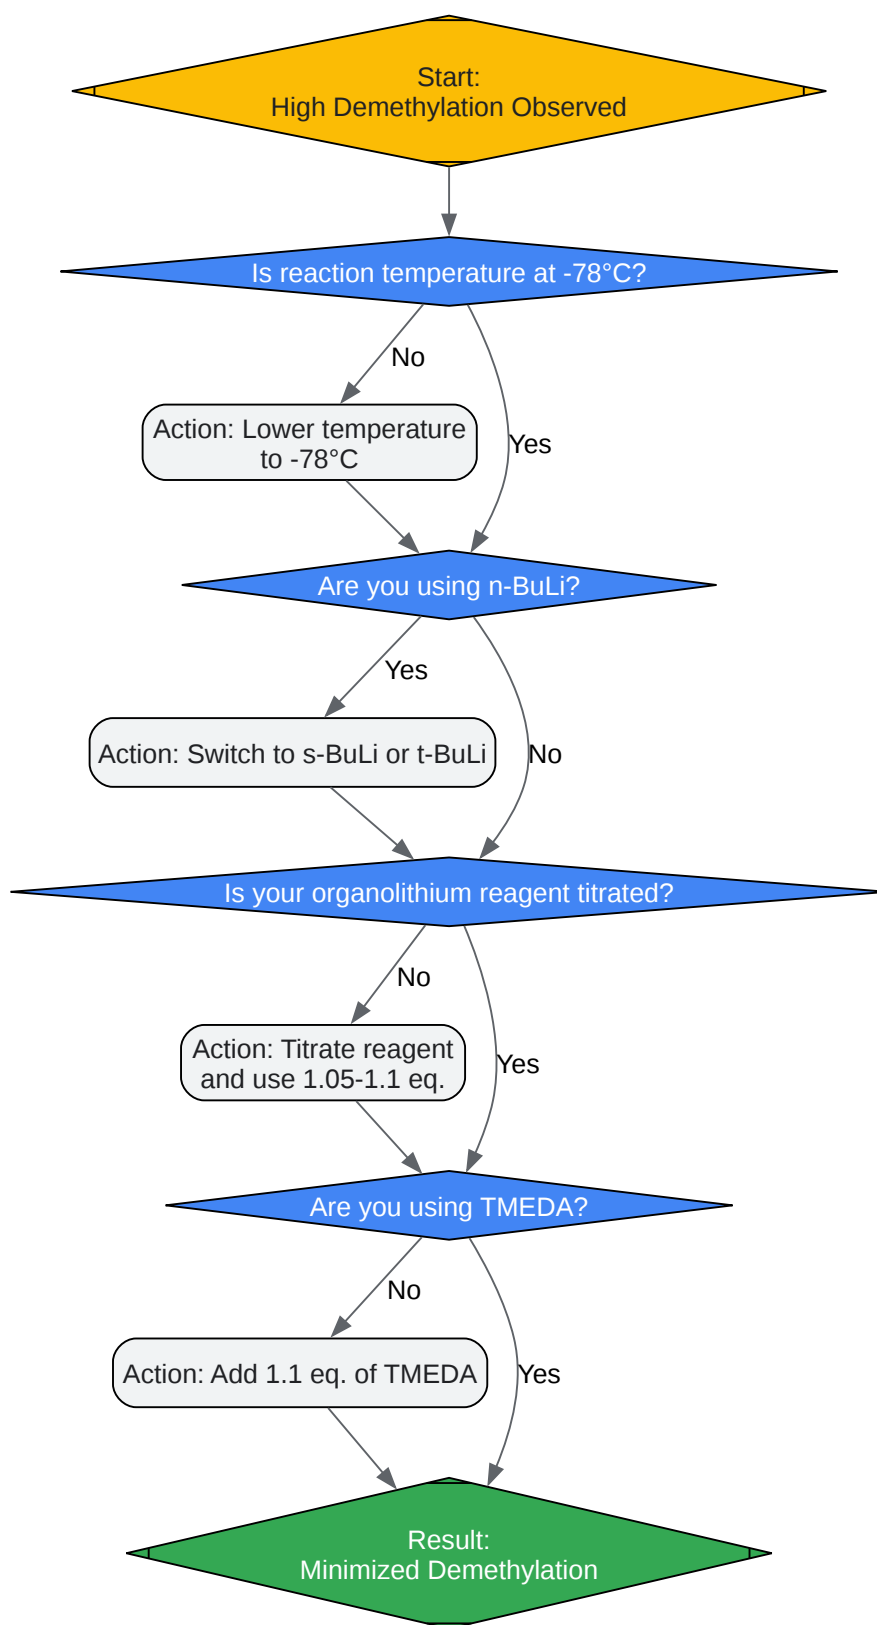 Start:
High Demethylation Observed
Is reaction temperature at -78°C?
No
Action: Lower temperature
to -78°C
Yes
Are you using n-BuLi?
Yes
Action: Switch to s-BuLi or t-BuLi
No
Is your organolithium reagent titrated?
No
Action: Titrate reagent
and use 1.05-1.1 eq.
Yes
Are you using TMEDA?
No
Action: Add 1.1 eq. of TMEDA
Yes
Result:
Minimized Demethylation